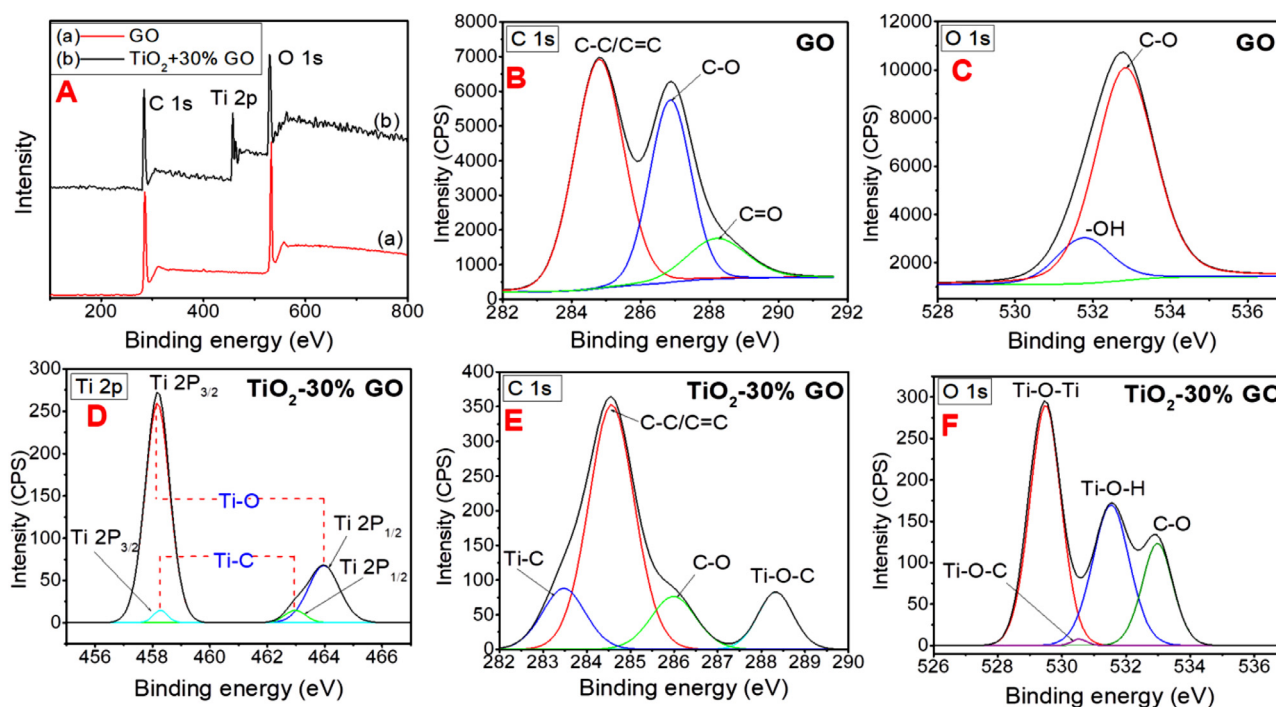 (a) GO
(b) TiO2+30% GO
A
C 1s
Ti 2p
O 1s
(b)
(a)
Intensity
200 400 600 800
Binding energy (eV)
C 1s
GO
B
C-C/C=C
C-O
C=O
Intensity (CPS)
8000
7000
6000
5000
4000
3000
2000
1000
0
282 284 286 288 290 292
Binding energy (eV)
O 1s
GO
C
C-O
-OH
Intensity (CPS)
12000
10000
8000
6000
4000
2000
528 530 532 534 536
Binding energy (eV)
Ti 2p
Ti 2P3/2
TiO2-30% GO
D
Ti-O
Ti 2P3/2
Ti-C
Ti 2P1/2
Ti 2P1/2
Intensity (CPS)
300
250
200
150
100
50
0
456 458 460 462 464 466
Binding energy (eV)
C 1s
TiO2-30% GO
E
C-C/C=C
Ti-C
C-O
Ti-O-C
Intensity (CPS)
400
350
300
250
200
150
100
50
0
282 283 284 285 286 287 288 289 290
Binding energy (eV)
O 1s
Ti-O-Ti
TiO2-30% GO
F
Ti-O-H
C-O
Ti-O-C
Intensity (CPS)
300
250
200
150
100
50
0
526 528 530 532 534 536
Binding energy (eV)